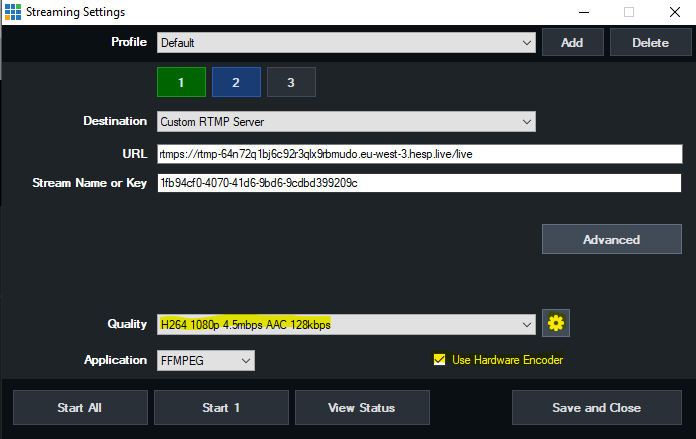 Streaming Settings
Profile Default Add Delete
1 2 3
Destination Custom RTMP Server
URL rtmps://rtmp-64n72q1bj6c92r3qlx9rbmudo.eu-west-3.hesp.live/live
Stream Name or Key 1fb94cf0-4070-41d6-9bd6-9cdbd399209c
Advanced
Quality H264 1080p 4.5mbps AAC 128kbps
Application FFMPEG Use Hardware Encoder
Start All Start 1 View Status Save and Close